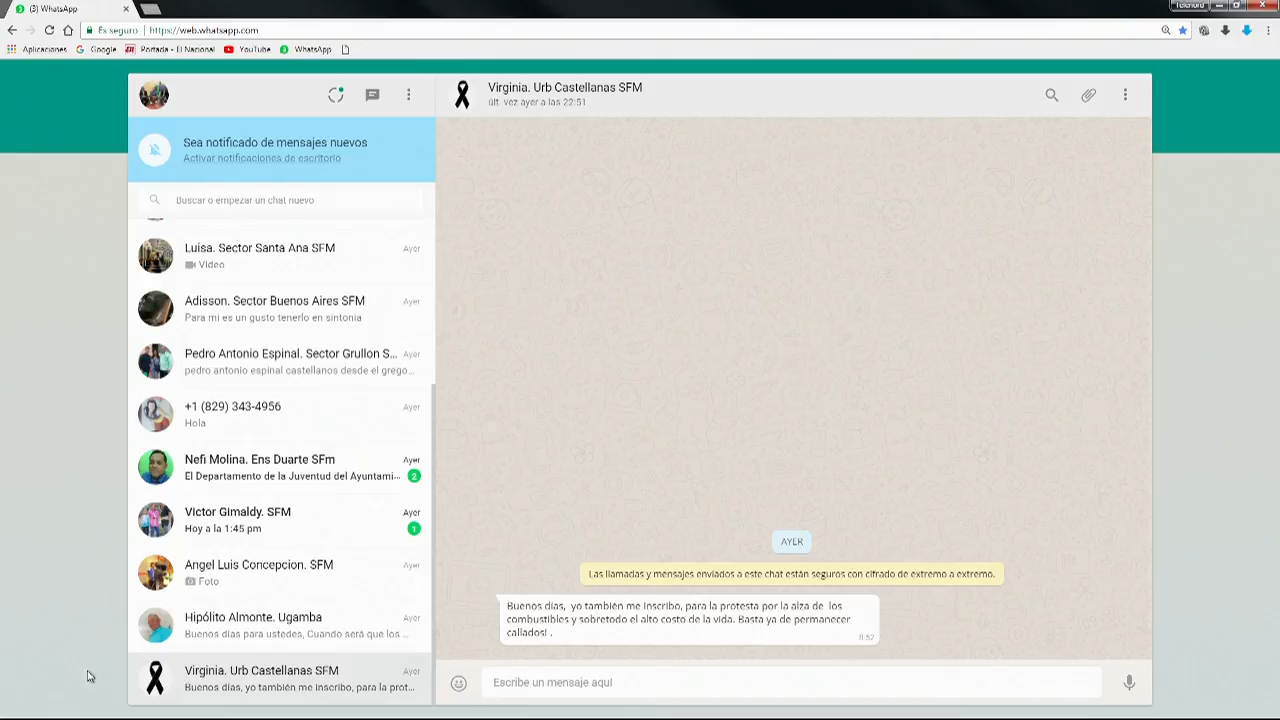 (3) WhatsApp
Telenord
Es seguro | https://web.whatsapp.com
Aplicaciones Google Portada - El Nacional YouTube WhatsApp
Virginia. Urb Castellanas SFM
últ. vez ayer a las 22:51
Sea notificado de mensajes nuevos
Activar notificaciones de escritorio
Buscar o empezar un chat nuevo
Luisa. Sector Santa Ana SFM Ayer
Video
Adisson. Sector Buenos Aires SFM Ayer
Para mi es un gusto tenerlo en sintonia
Pedro Antonio Espinal. Sector Grullon S... Ayer
pedro antonio espinal castellanos desde el grego...
+1 (829) 343-4956 Ayer
Hola
Nefi Molina. Ens Duarte SFm Ayer
El Departamento de la Juventud del Ayuntami... 2
Victor Gimaldy. SFM Ayer
Hoy a la 1:45 pm 1
Angel Luis Concepcion. SFM Ayer
Foto
Hipólito Almonte. Ugamba Ayer
Buenos días para ustedes, Cuando será que los ...
Virginia. Urb Castellanas SFM Ayer
Buenos días, yo también me inscribo, para la prot...
AYER
Las llamadas y mensajes enviados a este chat están seguros con cifrado de extremo a extremo.
Buenos días, yo también me inscribo, para la protesta por la alza de los
combustibles y sobretodo el alto costo de la vida. Basta ya de permanecer
callados! .
8:52
Escribe un mensaje aquí